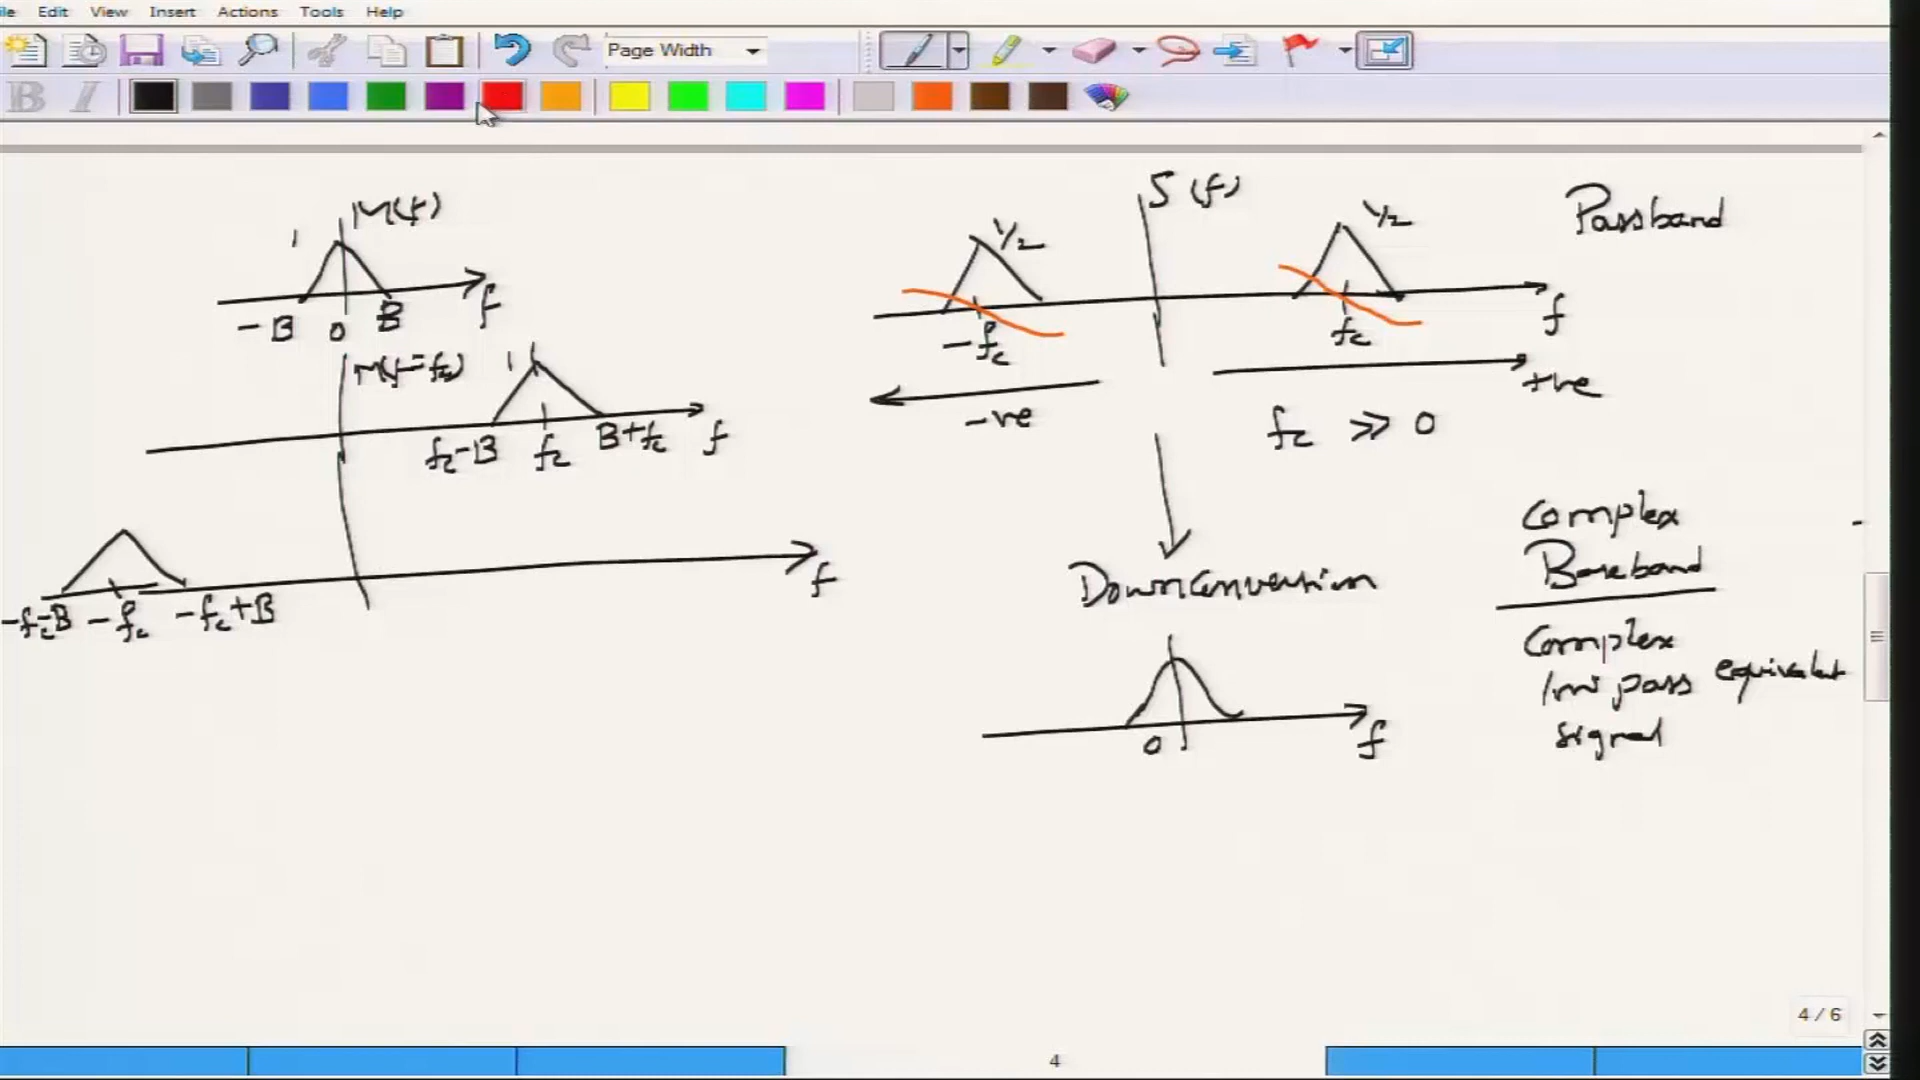 Edit View Insert Actions Tools Help
Page Width
B I
M(f)
1
-B 0 B f
M(f-fc)
1
fc-B fc B+fc f
-fc-B -fc -fc+B f
S(f)
1/2 1/2
-fc fc f
-ve +ve
fc >> 0
Passband
Downconversion
0 f
Complex
Baseband
Complex
low pass equivalent
signal
4 / 6
4